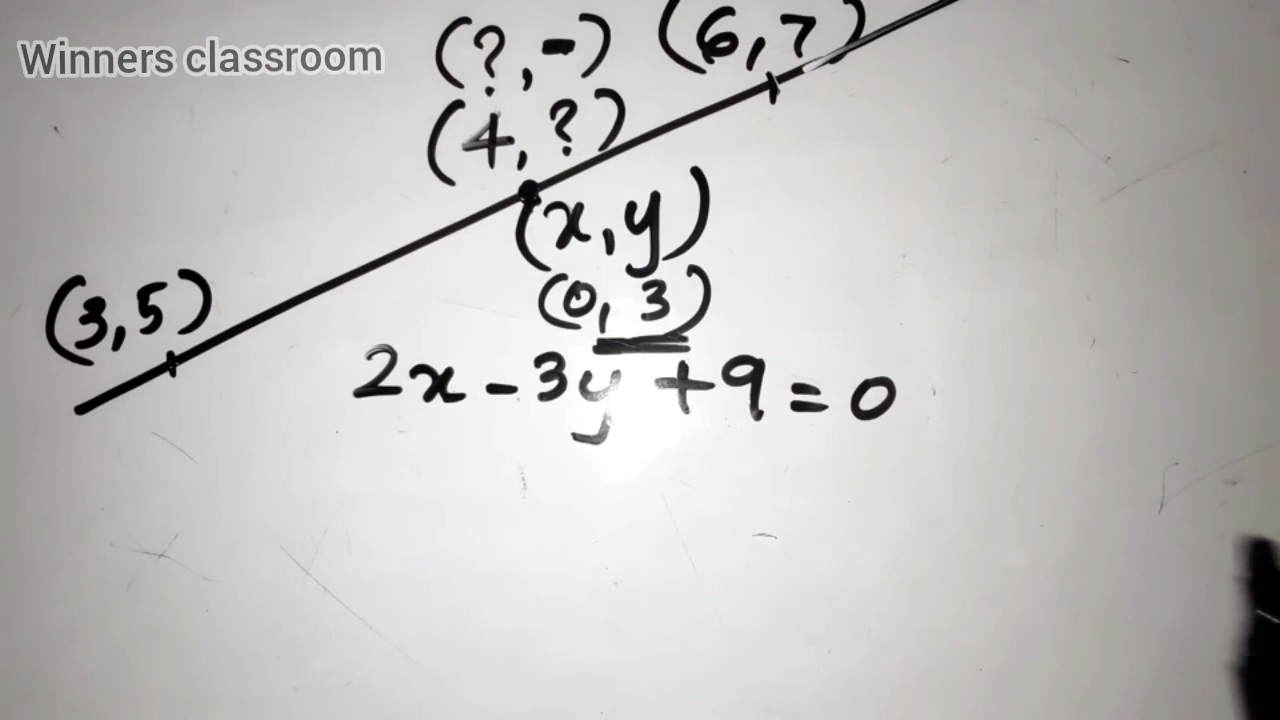 Winners classroom
(?, -) (6, 7)
(4, ?)
(x, y)
(3, 5)
(0, 3)
2x - 3y + 9 = 0